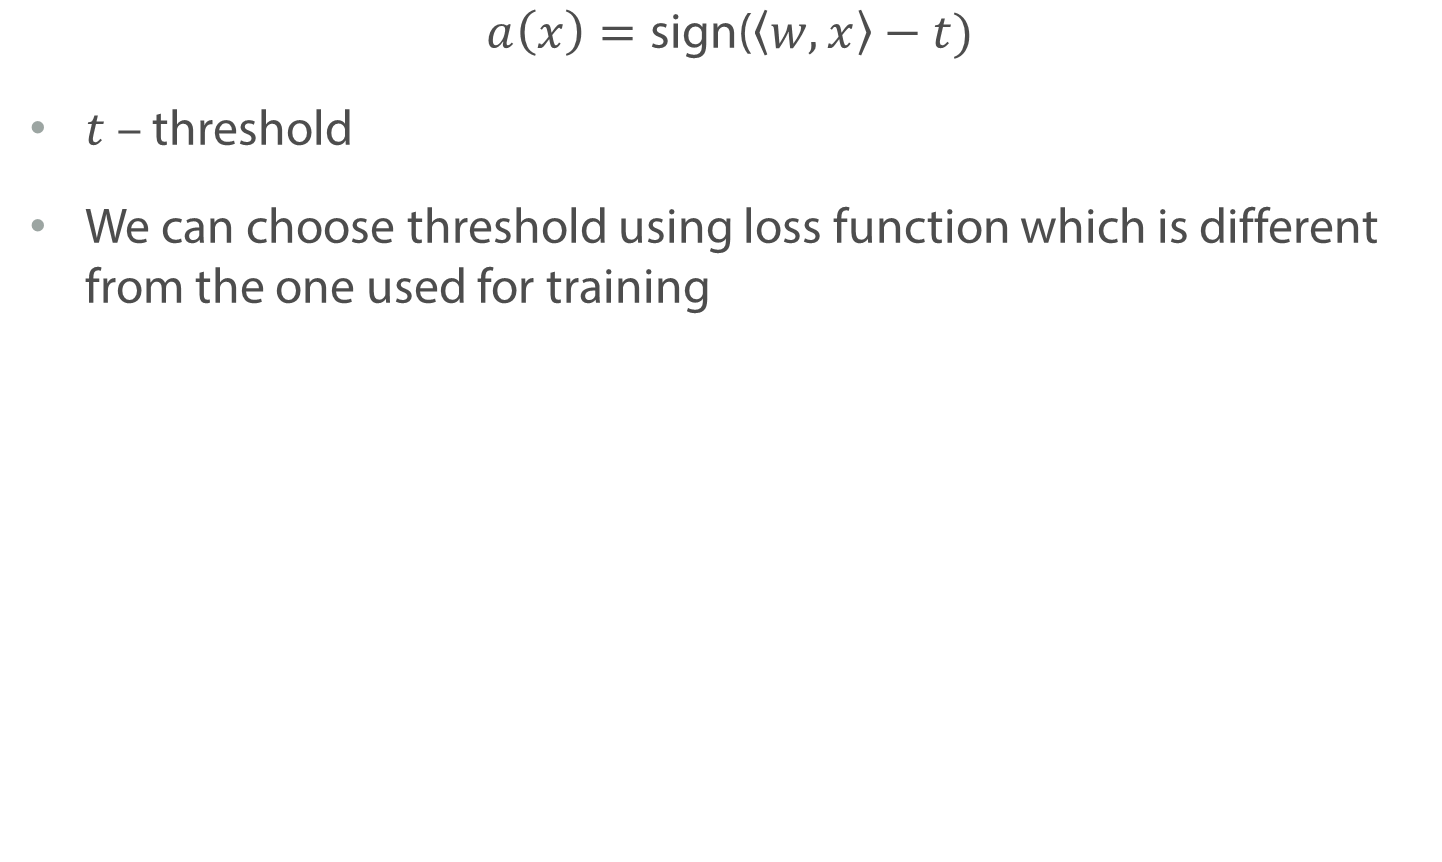 a(x) = sign(⟨w, x⟩ − t)
• t – threshold
• We can choose threshold using loss function which is different
from the one used for training